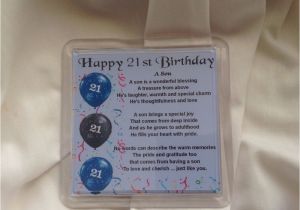 Happy 21st Birthday
A Son
A son is a wonderful blessing
A treasure from above
He's laughter, warmth and special charm
He's thoughtfulness and love
A son brings a special joy
That comes from deep inside
And as he grows to adulthood
He fills your heart with pride.
No words can describe the warm memories
The pride and gratitude too
That comes from having a son
To love and cherish ... just like you.
21
21
21